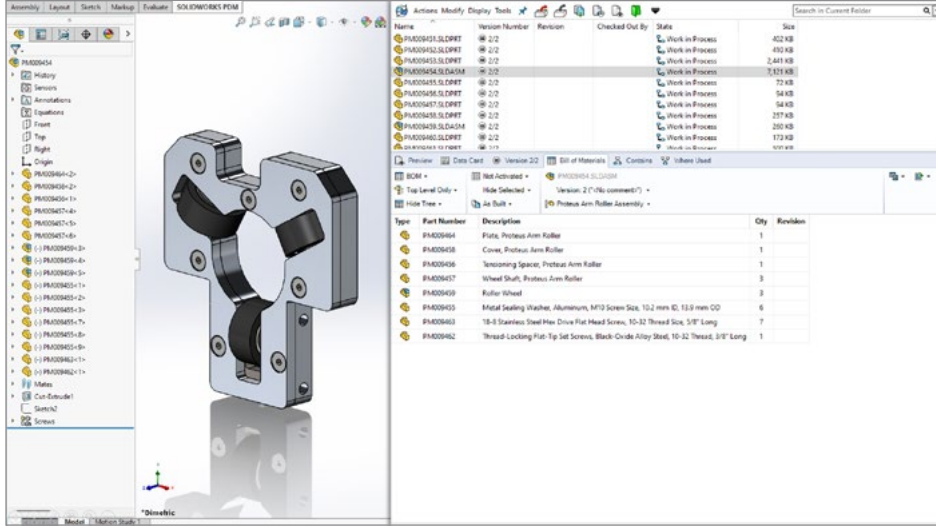 Assembly Layout Sketch Markup Evaluate SOLIDWORKS PDM
PM009454
History
Sensors
Annotations
Equations
Front
Top
Right
Origin
PM009464<2>
PM009458<2>
PM009456<1>
PM009457<4>
PM009457<5>
PM009457<6>
(-) PM009459<3>
(-) PM009459<4>
(-) PM009459<5>
(-) PM009455<1>
(-) PM009455<2>
(-) PM009455<3>
(-) PM009455<7>
(-) PM009455<8>
(-) PM009455<9>
(-) PM009463<1>
(-) PM009462<1>
Mates
Cut-Extrude1
Sketch2
Screws
*Dimetric
Model Motion Study 1
Actions Modify Display Tools Search in Current Folder
Name Version Number Revision Checked Out By State Size
PM009451.SLDPRT 2/2 Work in Process 402 KB
PM009452.SLDPRT 2/2 Work in Process 410 KB
PM009453.SLDPRT 2/2 Work in Process 2,441 KB
PM009454.SLDASM 2/2 Work in Process 7,121 KB
PM009455.SLDPRT 2/2 Work in Process 72 KB
PM009456.SLDPRT 2/2 Work in Process 94 KB
PM009457.SLDPRT 2/2 Work in Process 94 KB
PM009458.SLDPRT 2/2 Work in Process 257 KB
PM009459.SLDASM 2/2 Work in Process 260 KB
PM009460.SLDPRT 2/2 Work in Process 173 KB
Preview Data Card Version 2/2 Bill of Materials Contains Where Used
BOM Not Activated PM009454.SLDASM
Top Level Only Hide Selected Version: 2 ("<No comment>")
Hide Tree As Built Proteus Arm Roller Assembly
Type Part Number Description Qty Revision
PM009464 Plate, Proteus Arm Roller 1
PM009458 Cover, Proteus Arm Roller 1
PM009456 Tensioning Spacer, Proteus Arm Roller 1
PM009457 Wheel Shaft, Proteus Arm Roller 3
PM009459 Roller Wheel 3
PM009455 Metal Sealing Washer, Aluminum, M10 Screw Size, 10.2 mm ID, 13.9 mm OD 6
PM009463 18-8 Stainless Steel Hex Drive Flat Head Screw, 10-32 Thread Size, 5/8" Long 7
PM009462 Thread-Locking Flat-Tip Set Screws, Black-Oxide Alloy Steel, 10-32 Thread, 3/8" Long 1